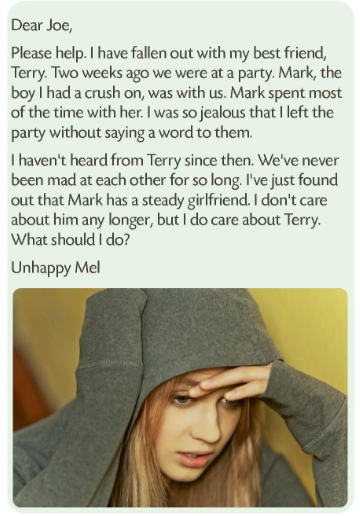 Dear Joe,
Please help. I have fallen out with my best friend,
Terry. Two weeks ago we were at a party. Mark, the
boy I had a crush on, was with us. Mark spent most
of the time with her. I was so jealous that I left the
party without saying a word to them.
I haven't heard from Terry since then. We've never
been mad at each other for so long. I've just found
out that Mark has a steady girlfriend. I don't care
about him any longer, but I do care about Terry.
What should I do?
Unhappy Mel